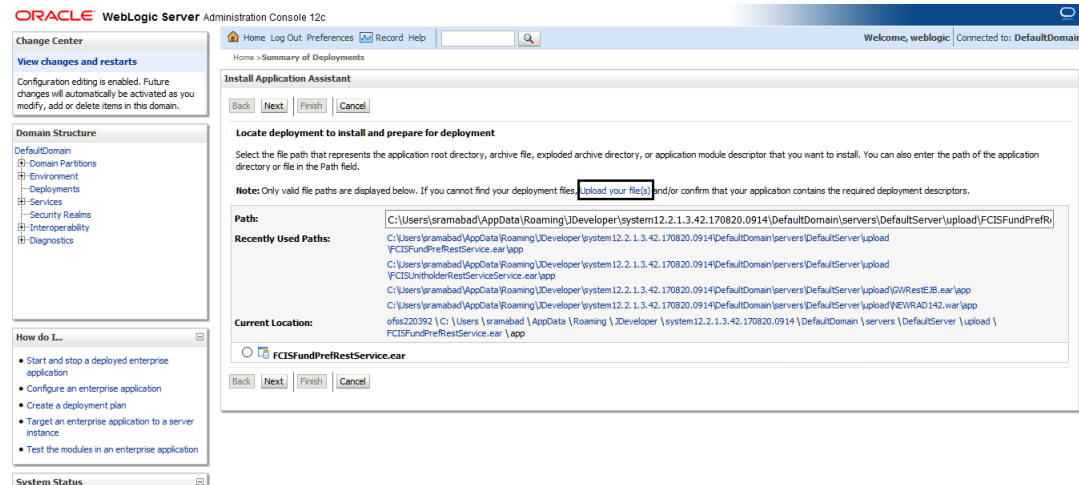 ORACLE WebLogic Server Administration Console 12c
Change Center
View changes and restarts
Configuration editing is enabled. Future
changes will automatically be activated as you
modify, add or delete items in this domain.
Domain Structure
DefaultDomain
Domain Partitions
Environment
Deployments
Services
Security Realms
Interoperability
Diagnostics
How do I...
Start and stop a deployed enterprise
application
Configure an enterprise application
Create a deployment plan
Target an enterprise application to a server
instance
Test the modules in an enterprise application
System Status
Home Log Out Preferences Record Help
Welcome, weblogic Connected to: DefaultDomain
Home >Summary of Deployments
Install Application Assistant
Back Next Finish Cancel
Locate deployment to install and prepare for deployment
Select the file path that represents the application root directory, archive file, exploded archive directory, or application module descriptor that you want to install. You can also enter the path of the application
directory or file in the Path field.
Note: Only valid file paths are displayed below. If you cannot find your deployment files, Upload your file(s) and/or confirm that your application contains the required deployment descriptors.
Path: C:\Users\sramabad\AppData\Roaming\JDeveloper\system12.2.1.3.42.170820.0914\DefaultDomain\servers\DefaultServer\upload\FCISFundPrefR
Recently Used Paths: C:\Users\sramabad\AppData\Roaming\JDeveloper\system12.2.1.3.42.170820.0914\DefaultDomain\servers\DefaultServer\upload
\FCISFundPrefRestService.ear\app
C:\Users\sramabad\AppData\Roaming\JDeveloper\system12.2.1.3.42.170820.0914\DefaultDomain\servers\DefaultServer\upload
\FCISUnitholderRestServiceService.ear\app
C:\Users\sramabad\AppData\Roaming\JDeveloper\system12.2.1.3.42.170820.0914\DefaultDomain\servers\DefaultServer\upload\GWRestEJB.ear\app
C:\Users\sramabad\AppData\Roaming\JDeveloper\system12.2.1.3.42.170820.0914\DefaultDomain\servers\DefaultServer\upload\NEWRAD142.war\app
Current Location: ofss220392 \ C: \ Users \ sramabad \ AppData \ Roaming \ JDeveloper \ system12.2.1.3.42.170820.0914 \ DefaultDomain \ servers \ DefaultServer \ upload \
FCISFundPrefRestService.ear \ app
FCISFundPrefRestService.ear
Back Next Finish Cancel